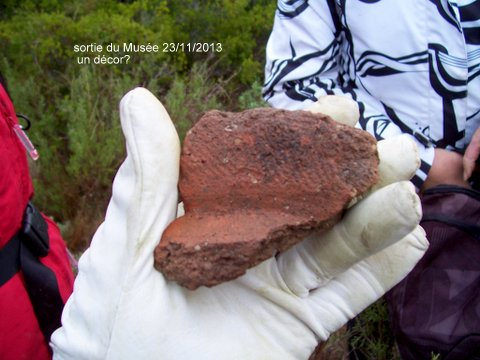 sortie du Musée 23/11/2013
un décor?